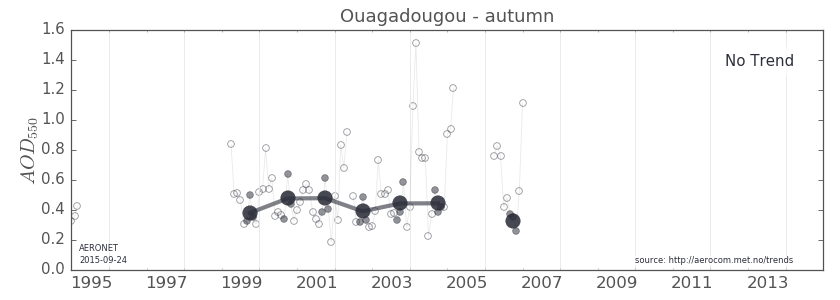 Ouagadougou - autumn
1.6
1.4
1.2
1.0
0.8
0.6
0.4
0.2
0.0
AOD550
No Trend
AERONET
2015-09-24
source: http://aerocom.met.no/trends
1995 1997 1999 2001 2003 2005 2007 2009 2011 2013